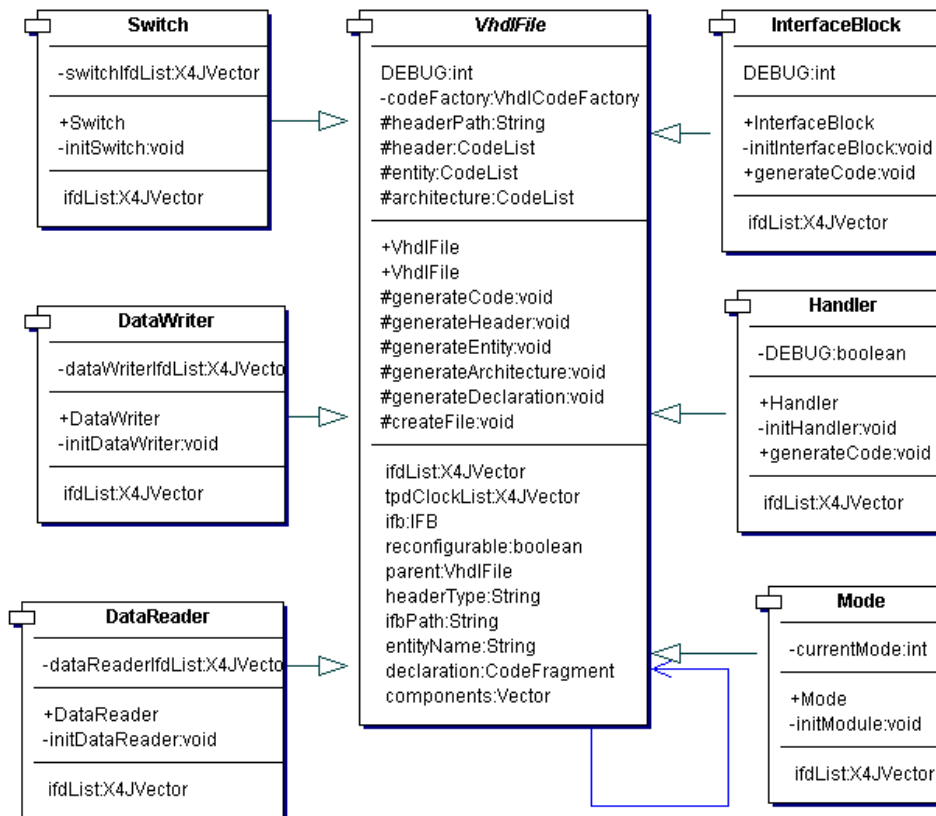 Switch
-switchIfdList:X4JVector
+Switch
-initSwitch:void
ifdList:X4JVector
DataWriter
-dataWriterIfdList:X4JVecto
+DataWriter
-initDataWriter:void
ifdList:X4JVector
DataReader
-dataReaderIfdList:X4JVecto
+DataReader
-initDataReader:void
ifdList:X4JVector
VhdlFile
DEBUG:int
-codeFactory:VhdlCodeFactory
#headerPath:String
#header:CodeList
#entity:CodeList
#architecture:CodeList
+VhdlFile
+VhdlFile
#generateCode:void
#generateHeader:void
#generateEntity:void
#generateArchitecture:void
#generateDeclaration:void
#createFile:void
ifdList:X4JVector
tpdClockList:X4JVector
ifb:IFB
reconfigurable:boolean
parent:VhdlFile
headerType:String
ifbPath:String
entityName:String
declaration:CodeFragment
components:Vector
InterfaceBlock
DEBUG:int
+InterfaceBlock
-initInterfaceBlock:void
+generateCode:void
ifdList:X4JVector
Handler
-DEBUG:boolean
+Handler
-initHandler:void
+generateCode:void
ifdList:X4JVector
Mode
-currentMode:int
+Mode
-initModule:void
ifdList:X4JVector